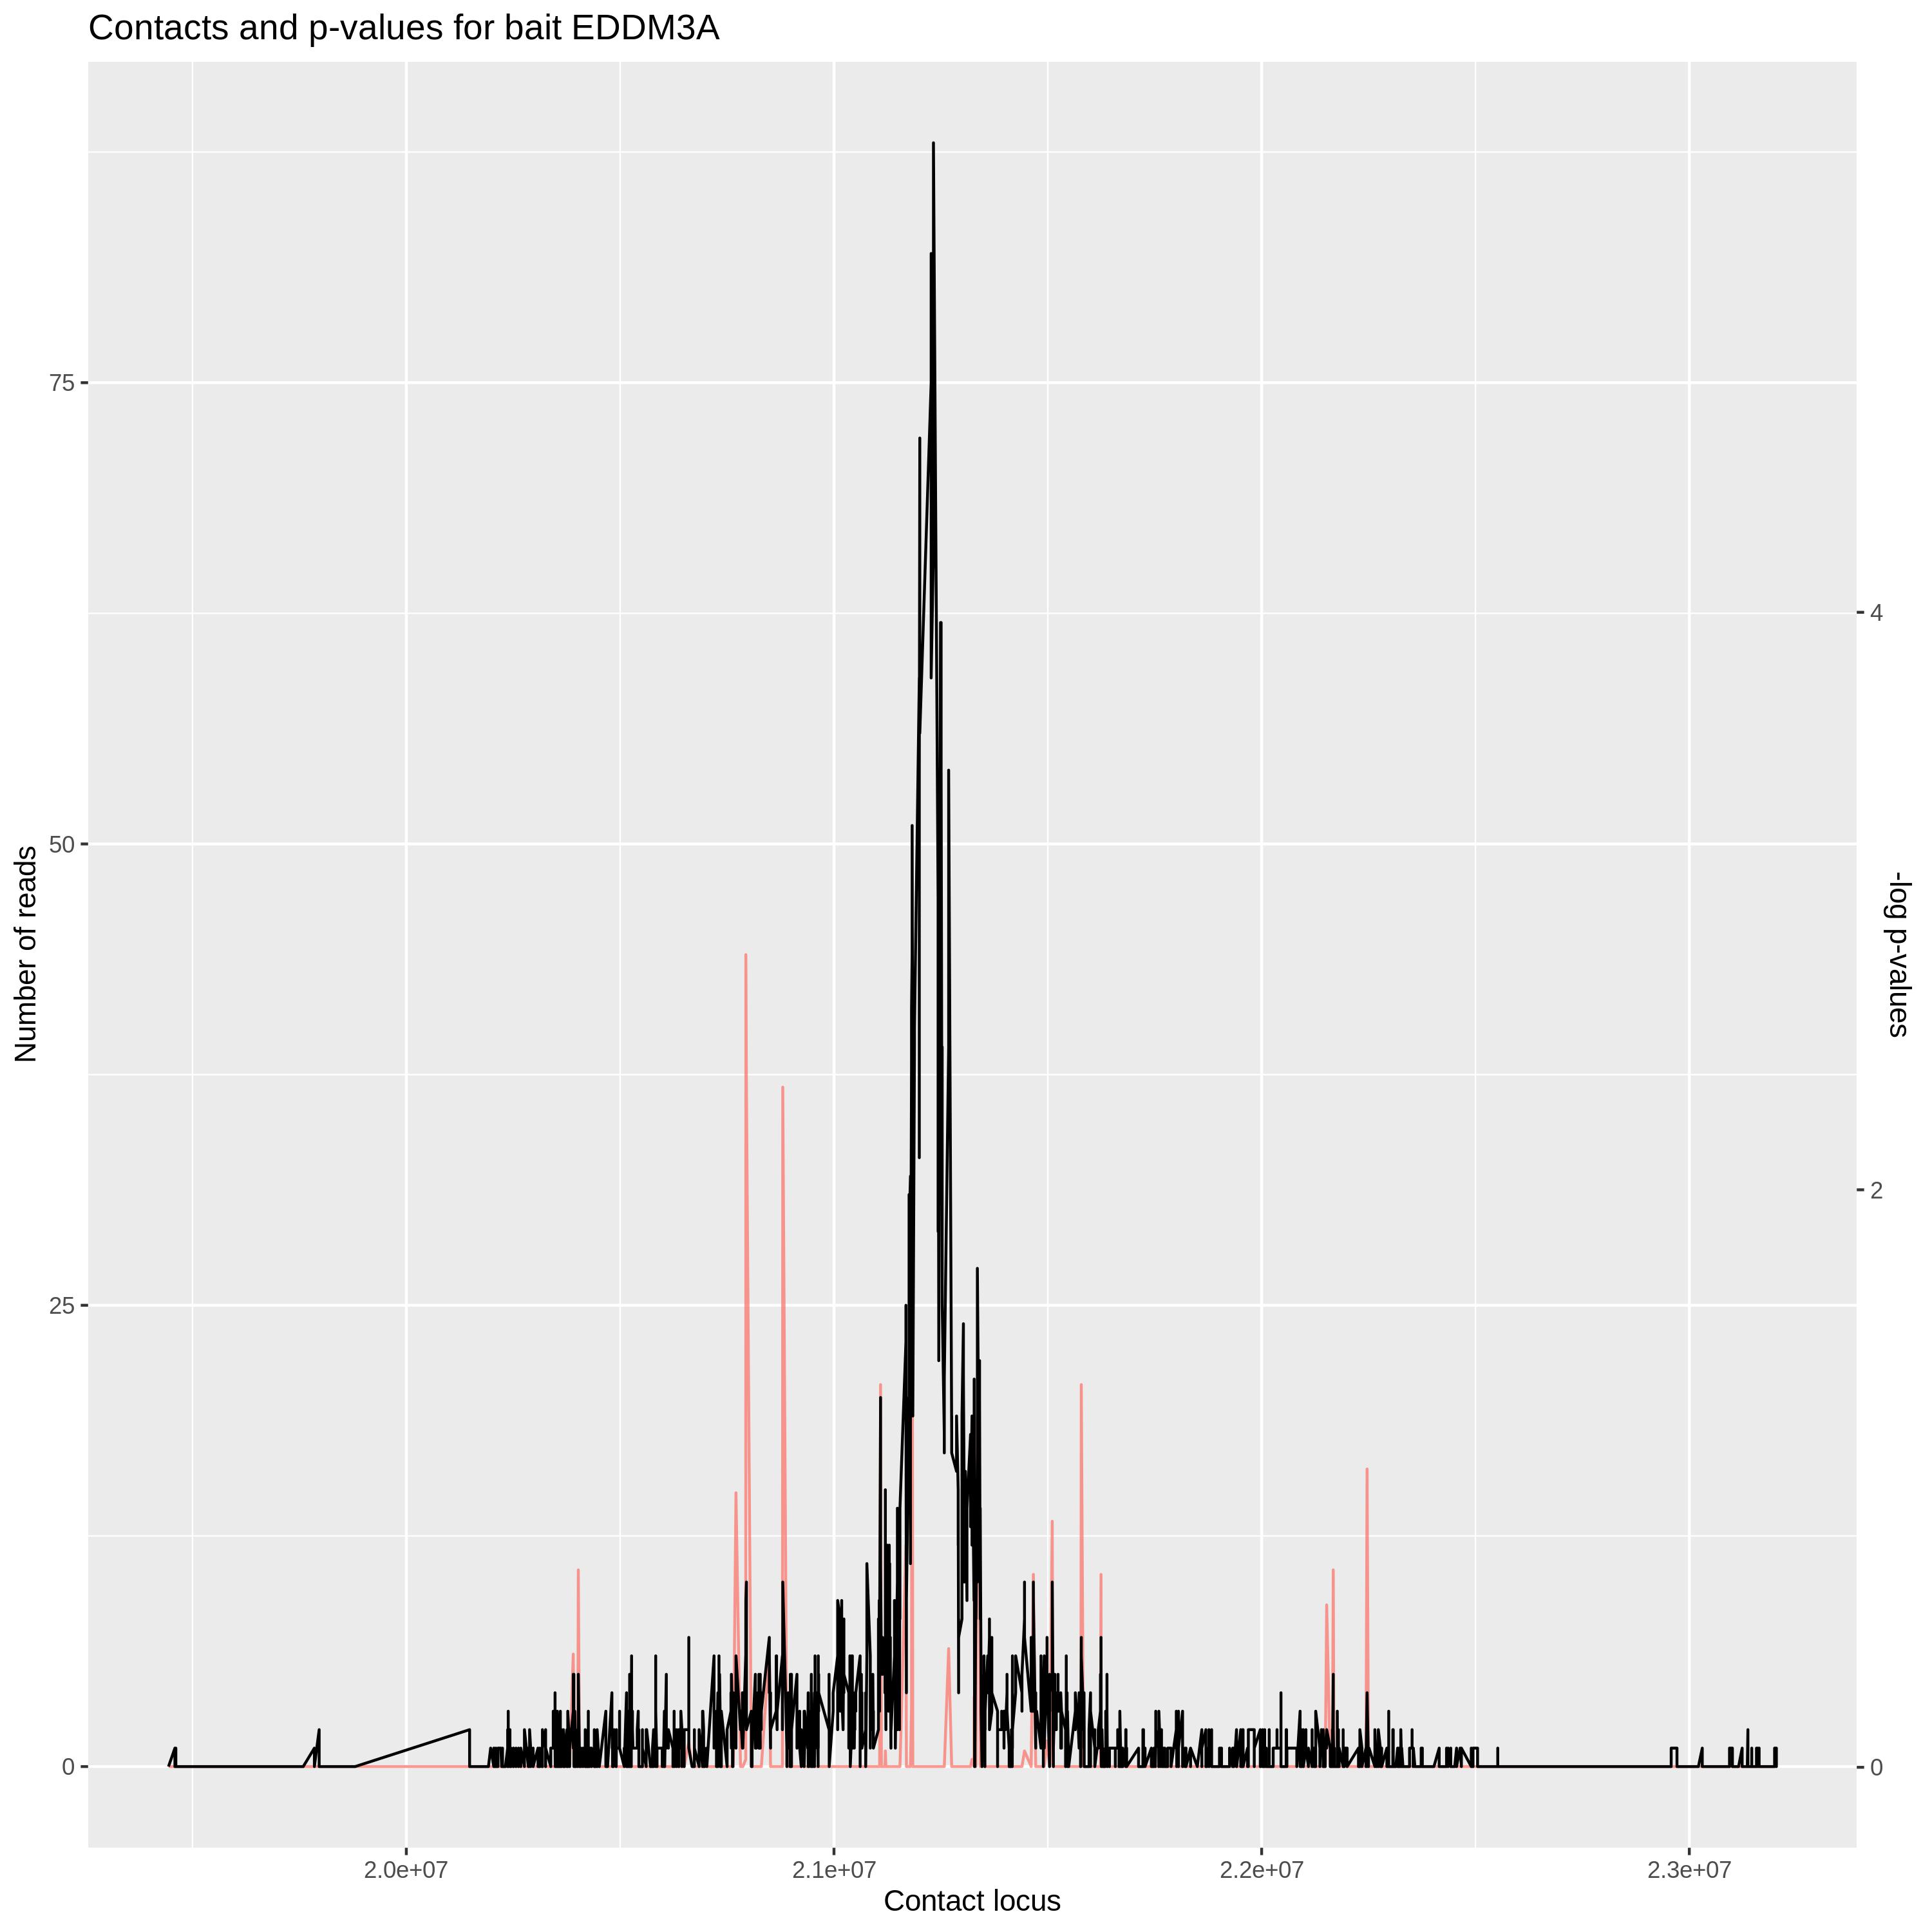 Contacts and p-values for bait EDDM3A
75
50
25
0
Number of reads
4
2
0
-log p-values
2.0e+07
2.1e+07
2.2e+07
2.3e+07
Contact locus